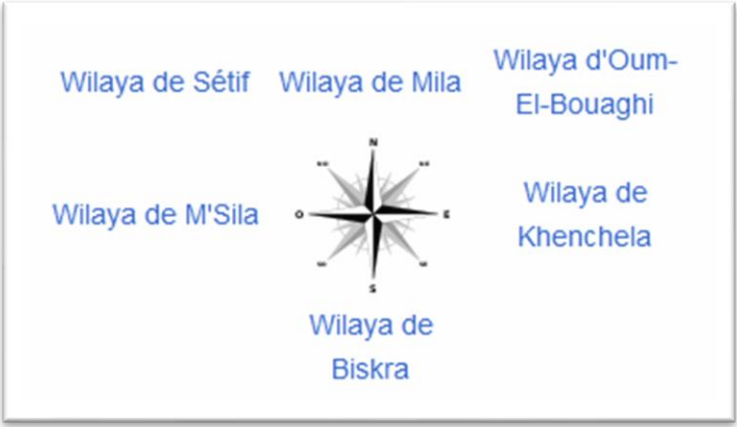 Wilaya de Sétif
Wilaya de Mila
Wilaya d'Oum-
El-Bouaghi
N
O
E
Wilaya de M'Sila
Wilaya de
Khenchela
S
Wilaya de
Biskra